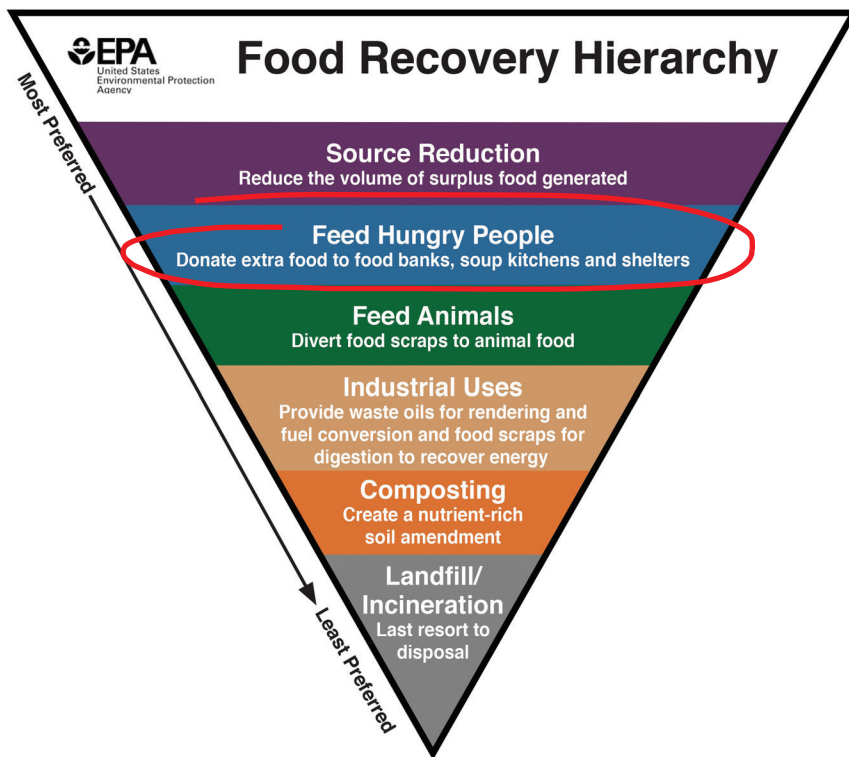 EPA
United States
Environmental Protection
Agency
Food Recovery Hierarchy
Most Preferred
Source Reduction
Reduce the volume of surplus food generated
Feed Hungry People
Donate extra food to food banks, soup kitchens and shelters
Feed Animals
Divert food scraps to animal food
Industrial Uses
Provide waste oils for rendering and
fuel conversion and food scraps for
digestion to recover energy
Composting
Create a nutrient-rich
soil amendment
Landfill/
Incineration
Last resort to
disposal
Least Preferred